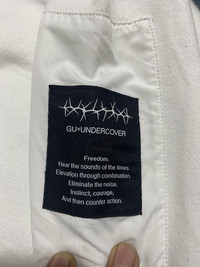 GU×UNDERCOVER
Freedom.
Hear the sounds of the times.
Elevation through combination.
Eliminate the noise.
Instinct, courage,
And then counter action.